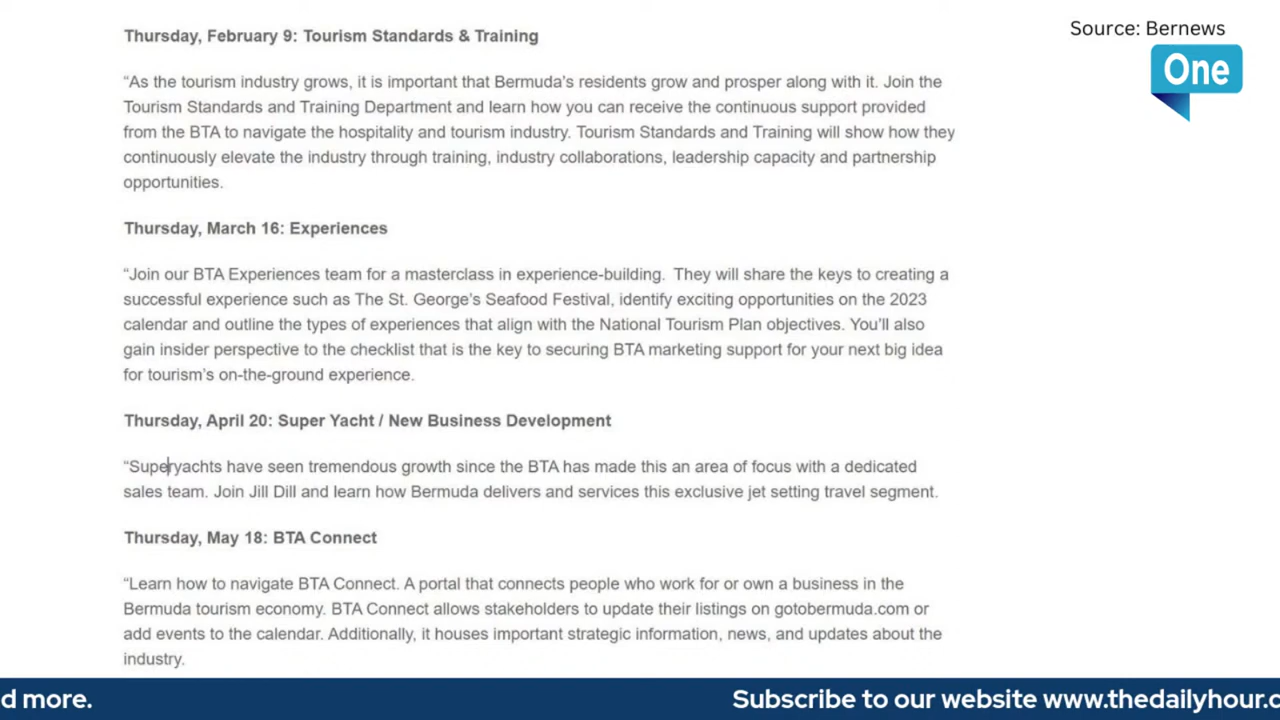 Source: Bernews
One
Thursday, February 9: Tourism Standards & Training
“As the tourism industry grows, it is important that Bermuda’s residents grow and prosper along with it. Join the
Tourism Standards and Training Department and learn how you can receive the continuous support provided
from the BTA to navigate the hospitality and tourism industry. Tourism Standards and Training will show how they
continuously elevate the industry through training, industry collaborations, leadership capacity and partnership
opportunities.
Thursday, March 16: Experiences
“Join our BTA Experiences team for a masterclass in experience-building.  They will share the keys to creating a
successful experience such as The St. George’s Seafood Festival, identify exciting opportunities on the 2023
calendar and outline the types of experiences that align with the National Tourism Plan objectives. You’ll also
gain insider perspective to the checklist that is the key to securing BTA marketing support for your next big idea
for tourism’s on-the-ground experience.
Thursday, April 20: Super Yacht / New Business Development
“Superyachts have seen tremendous growth since the BTA has made this an area of focus with a dedicated
sales team. Join Jill Dill and learn how Bermuda delivers and services this exclusive jet setting travel segment.
Thursday, May 18: BTA Connect
“Learn how to navigate BTA Connect. A portal that connects people who work for or own a business in the
Bermuda tourism economy. BTA Connect allows stakeholders to update their listings on gotobermuda.com or
add events to the calendar. Additionally, it houses important strategic information, news, and updates about the
industry.
d more. Subscribe to our website www.thedailyhour.c